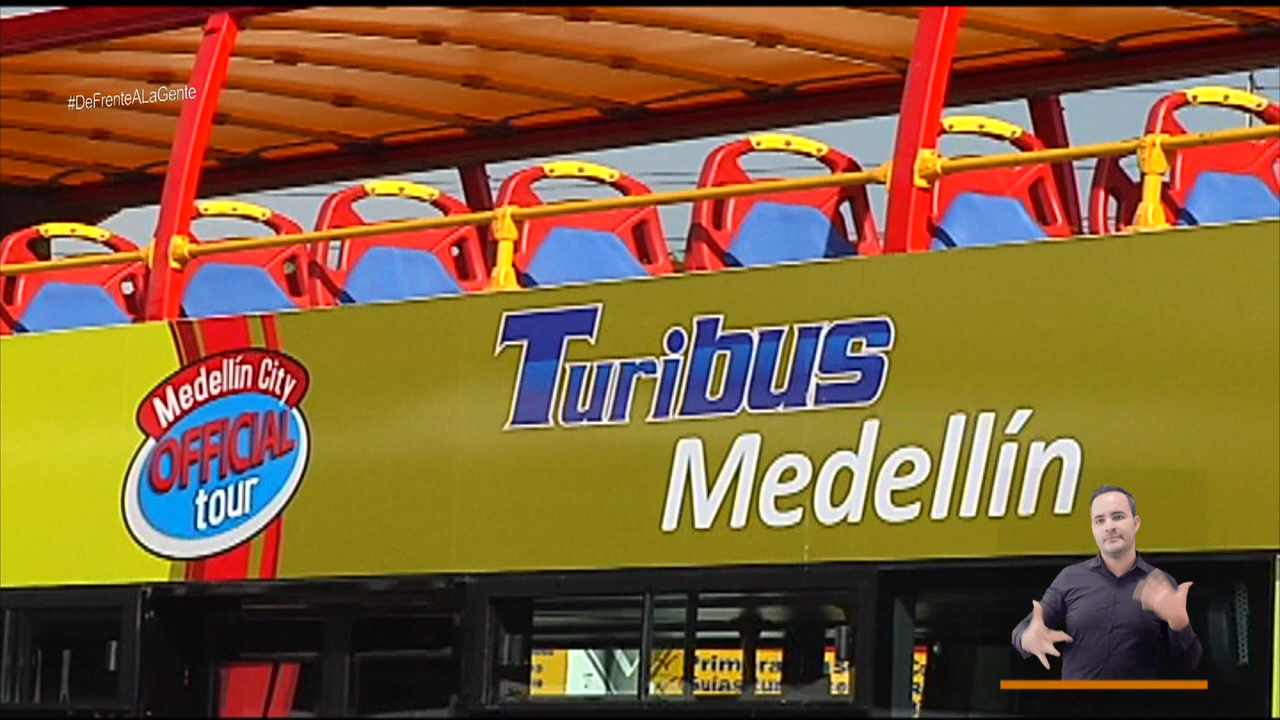 #DeFrenteALaGente
Medellín City
OFFICIAL
tour
Turibus
Medellín